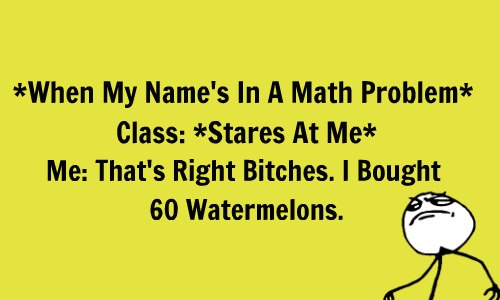 *When My Name's In A Math Problem*
Class: *Stares At Me*
Me: That's Right Bitches. I Bought
60 Watermelons.